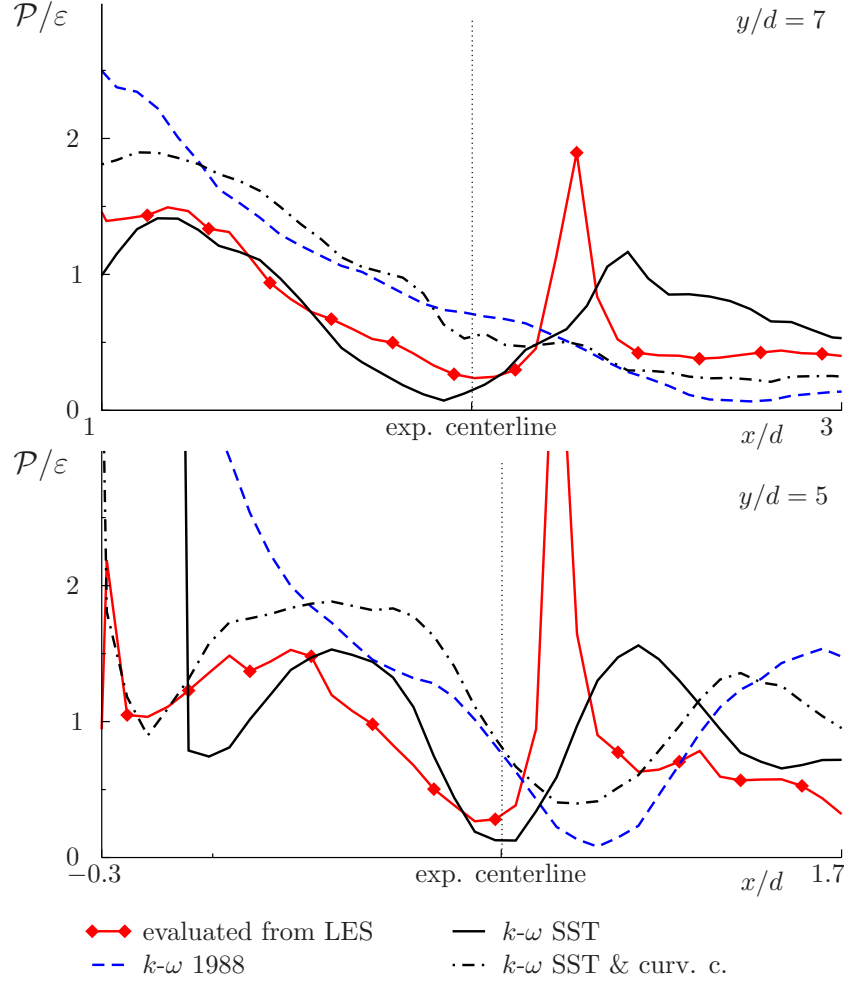 𝒫/ε
y/d = 7
2
1
0
1
exp. centerline
x/d
3
𝒫/ε
y/d = 5
2
1
0
−0.3
exp. centerline
x/d
1.7
evaluated from LES
k-ω SST
k-ω 1988
k-ω SST & curv. c.